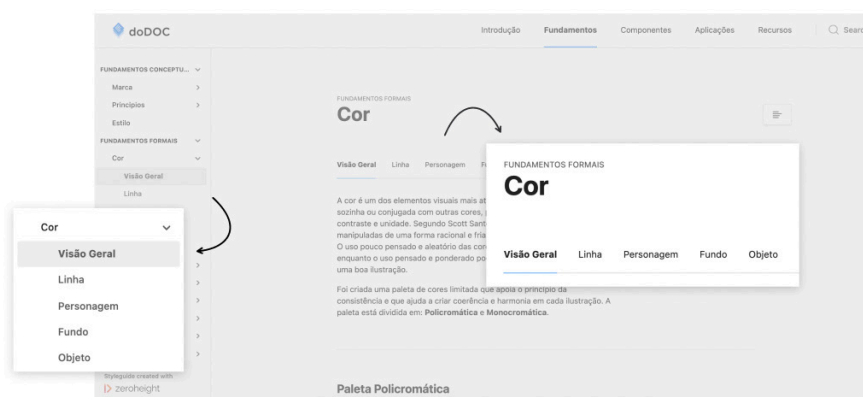 doDOC
Introdução Fundamentos Componentes Aplicações Recursos Sear
FUNDAMENTOS CONCEPTU...
Marca
Princípios
Estilo
FUNDAMENTOS FORMAIS
Cor
Visão Geral
Linha
Cor
Visão Geral
Linha
Personagem
Fundo
Objeto
Styleguide created with
zeroheight
FUNDAMENTOS FORMAIS
Cor
Visão Geral Linha Personagem F
A cor é um dos elementos visuais mais at
sozinha ou conjugada com outras cores,
contraste e unidade. Segundo Scott Sant
manipuladas de uma forma racional e fria
O uso pouco pensado e aleatório das cor
enquanto o uso pensado e ponderado po
uma boa ilustração.
Foi criada uma paleta de cores limitada que apoia o princípio da
consistência e que ajuda a criar coerência e harmonia em cada ilustração. A
paleta está dividida em: Policromática e Monocromática.
Paleta Policromática
FUNDAMENTOS FORMAIS
Cor
Visão Geral Linha Personagem Fundo Objeto